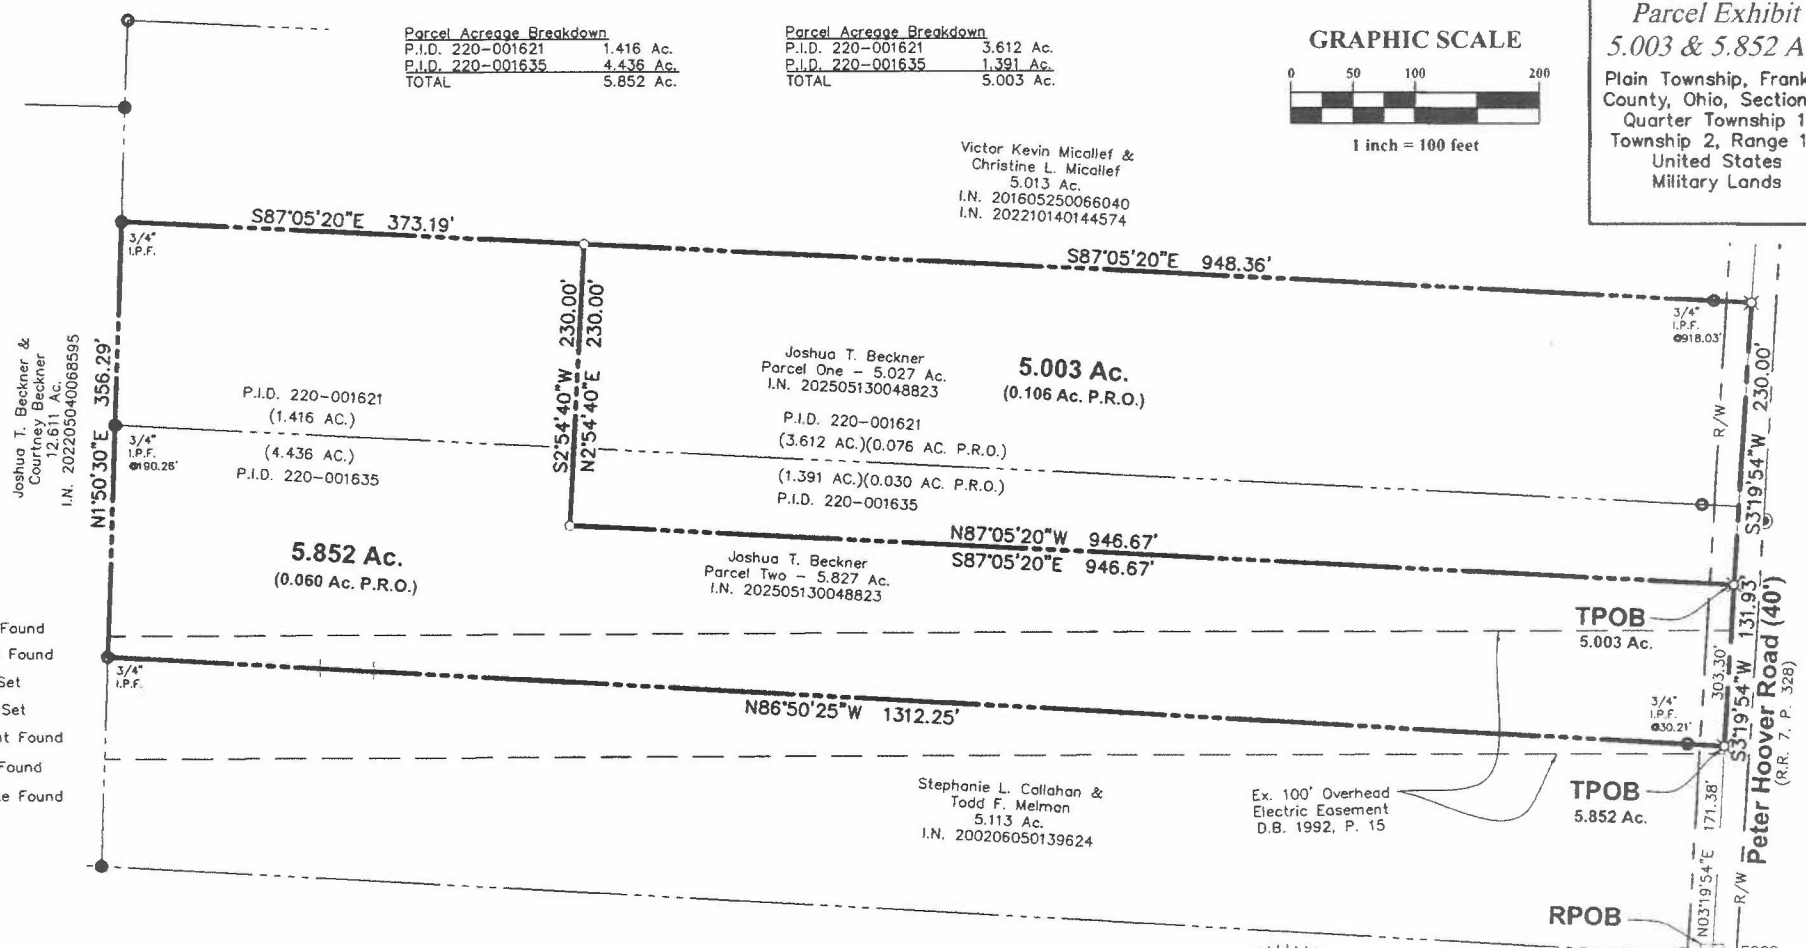 Parcel Acreage Breakdown
P.I.D. 220-001621 1.416 Ac.
P.I.D. 220-001635 4.436 Ac.
TOTAL 5.852 Ac.
Parcel Acreage Breakdown
P.I.D. 220-001621 3.612 Ac.
P.I.D. 220-001635 1.391 Ac.
TOTAL 5.003 Ac.
GRAPHIC SCALE
0 50 100 200
1 inch = 100 feet
Parcel Exhibit
5.003 & 5.852 A
Plain Township, Frank
County, Ohio, Section
Quarter Township 1
Township 2, Range 1
United States
Military Lands
Victor Kevin Micallef &
Christine L. Micallef
5.013 Ac.
I.N. 201605250066040
I.N. 202210140144574
S87°05'20"E 373.19'
S87°05'20"E 948.36'
3/4"
I.P.F.
3/4"
I.P.F.
@918.03'
Joshua T. Beckner &
Courtney Beckner
12.611 Ac.
I.N. 202205040068595
N1°50'30"E 356.29'
3/4"
I.P.F.
@190.26'
P.I.D. 220-001621
(1.416 AC.)
(4.436 AC.)
P.I.D. 220-001635
S2°54'40"W 230.00'
N2°54'40"E 230.00'
Joshua T. Beckner
Parcel One - 5.027 Ac.
I.N. 202505130048823
5.003 Ac.
(0.106 Ac. P.R.O.)
P.I.D. 220-001621
(3.612 AC.)(0.076 AC. P.R.O.)
(1.391 AC.)(0.030 AC. P.R.O.)
P.I.D. 220-001635
R/W
S3°19'54"W 230.00'
N87°05'20"W 946.67'
S87°05'20"E 946.67'
5.852 Ac.
(0.060 Ac. P.R.O.)
Joshua T. Beckner
Parcel Two - 5.827 Ac.
I.N. 202505130048823
TPOB
5.003 Ac.
S3°19'54"W 131.93'
303.30'
Peter Hoover Road (40')
(R.R. 7, P. 328)
Found
Found
Set
Set
t Found
Found
e Found
3/4"
I.P.F.
N86°50'25"W 1312.25'
3/4"
I.P.F.
@30.21'
Stephanie L. Callahan &
Todd F. Melman
5.113 Ac.
I.N. 200206050139624
Ex. 100' Overhead
Electric Easement
D.B. 1992, P. 15
TPOB
5.852 Ac.
N03°19'54"E 171.38'
R/W
RPOB